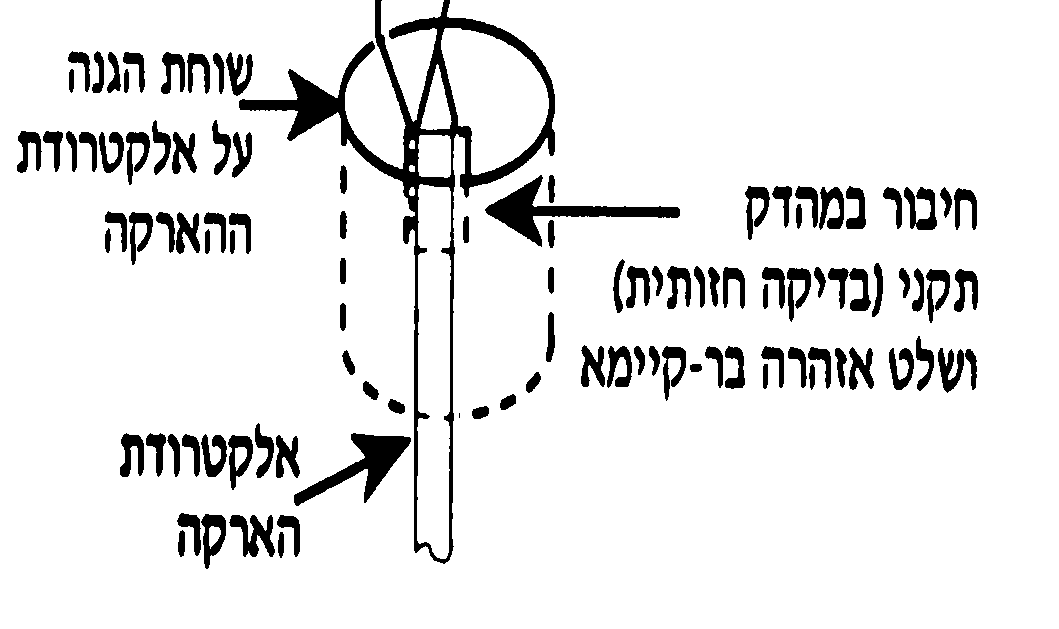 שוחת הגנה
על אלקטרודת
ההארקה
חיבור במהדק
תקני (בדיקה חזותית)
ושלט אזהרה בר-קיימא
אלקטרודת
הארקה